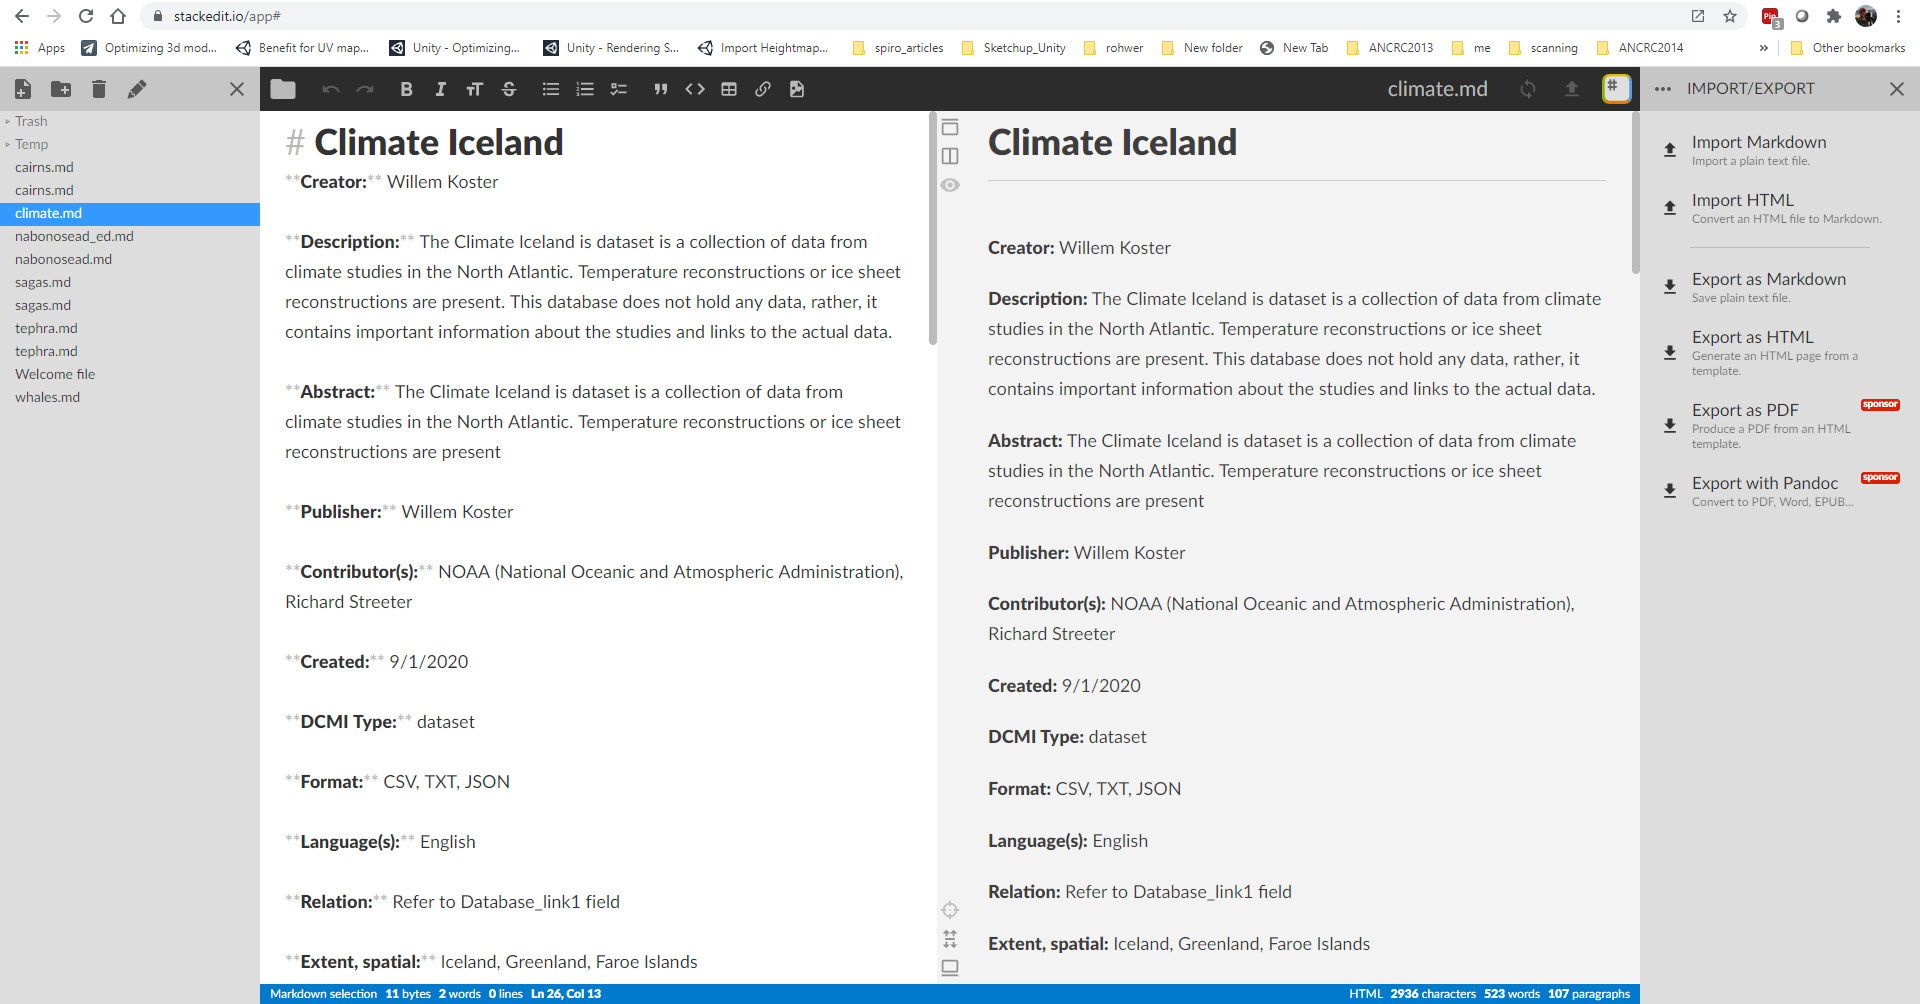 stackedit.io/app#
3
Apps Optimizing 3d mod... Benefit for UV map... Unity - Optimizing... Unity - Rendering S... Import Heightmap... spiro_articles Sketchup_Unity rohwer New folder New Tab ANCRC2013 me scanning ANCRC2014 » Other bookmarks
climate.md
IMPORT/EXPORT
Trash
Temp
cairns.md
cairns.md
climate.md
nabonosead_ed.md
nabonosead.md
sagas.md
sagas.md
tephra.md
tephra.md
Welcome file
whales.md
# Climate Iceland
**Creator:** Willem Koster
**Description:** The Climate Iceland is dataset is a collection of data from
climate studies in the North Atlantic. Temperature reconstructions or ice sheet
reconstructions are present. This database does not hold any data, rather, it
contains important information about the studies and links to the actual data.
**Abstract:** The Climate Iceland is dataset is a collection of data from
climate studies in the North Atlantic. Temperature reconstructions or ice sheet
reconstructions are present
**Publisher:** Willem Koster
**Contributor(s):** NOAA (National Oceanic and Atmospheric Administration),
Richard Streeter
**Created:** 9/1/2020
**DCMI Type:** dataset
**Format:** CSV, TXT, JSON
**Language(s):** English
**Relation:** Refer to Database_link1 field
**Extent, spatial:** Iceland, Greenland, Faroe Islands
Climate Iceland
Creator: Willem Koster
Description: The Climate Iceland is dataset is a collection of data from climate
studies in the North Atlantic. Temperature reconstructions or ice sheet
reconstructions are present. This database does not hold any data, rather, it
contains important information about the studies and links to the actual data.
Abstract: The Climate Iceland is dataset is a collection of data from climate
studies in the North Atlantic. Temperature reconstructions or ice sheet
reconstructions are present
Publisher: Willem Koster
Contributor(s): NOAA (National Oceanic and Atmospheric Administration),
Richard Streeter
Created: 9/1/2020
DCMI Type: dataset
Format: CSV, TXT, JSON
Language(s): English
Relation: Refer to Database_link1 field
Extent, spatial: Iceland, Greenland, Faroe Islands
Import Markdown
Import a plain text file.
Import HTML
Convert an HTML file to Markdown.
Export as Markdown
Save plain text file.
Export as HTML
Generate an HTML page from a
template.
Export as PDF sponsor
Produce a PDF from an HTML
template.
Export with Pandoc sponsor
Convert to PDF, Word, EPUB...
Markdown selection 11 bytes 2 words 0 lines Ln 26, Col 13
HTML 2936 characters 523 words 107 paragraphs